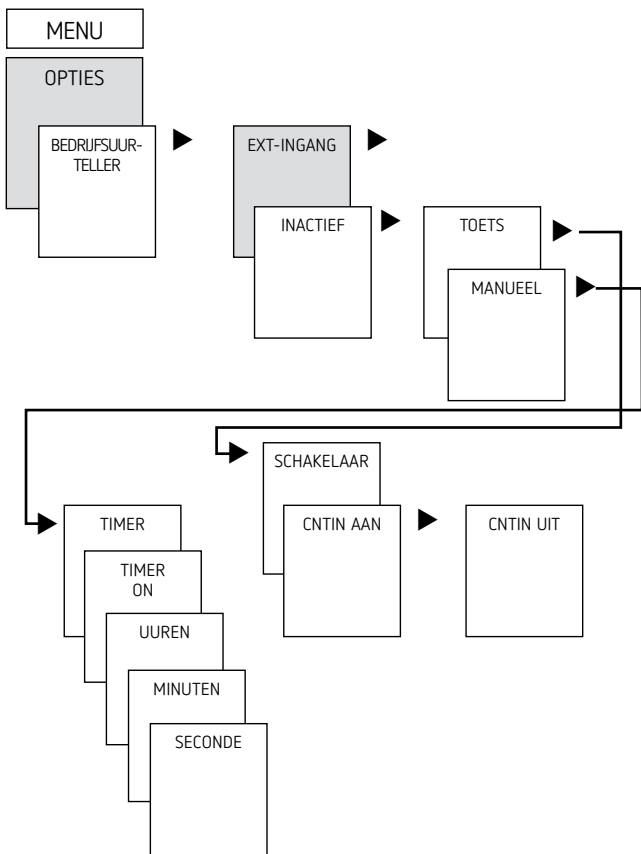 MENU
OPTIES
BEDRIJFSUUR-
TELLER
EXT-INGANG
INACTIEF
TOETS
MANUEEL
SCHAKELAAR
CNTIN AAN
CNTIN UIT
TIMER
TIMER
ON
UUREN
MINUTEN
SECONDE